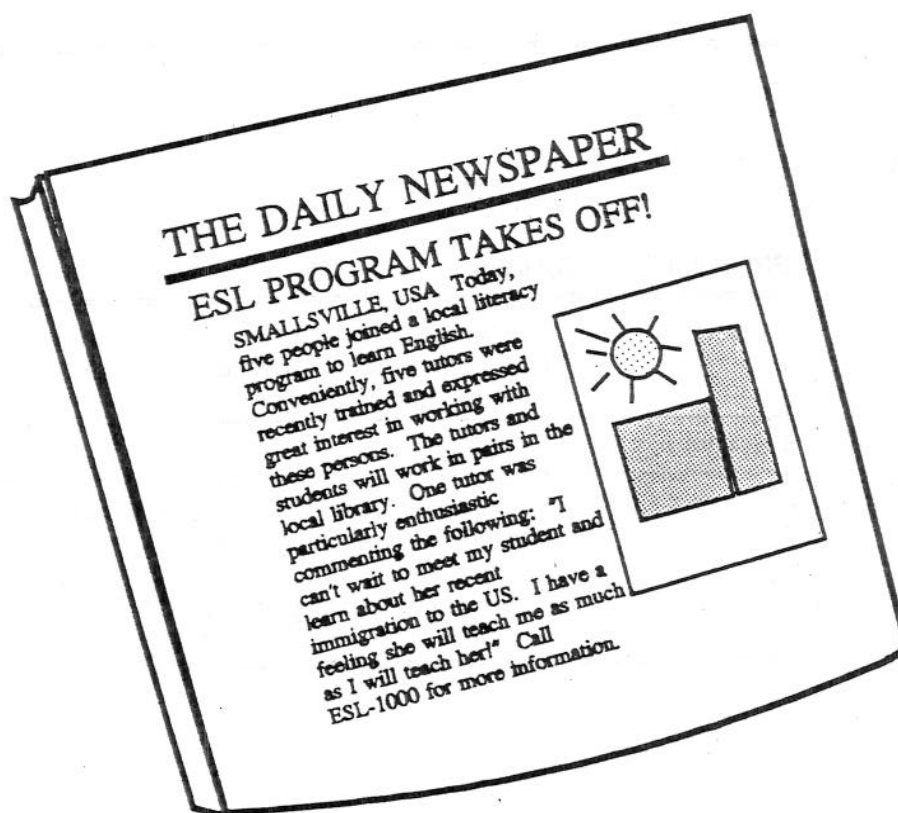 THE DAILY NEWSPAPER
ESL PROGRAM TAKES OFF!
SMALLSVILLE, USA Today,
five people joined a local literacy
program to learn English.
Conveniently, five tutors were
recently trained and expressed
great interest in working with
these persons. The tutors and
students will work in pairs in the
local library. One tutor was
particularly enthusiastic
commenting the following: "I
can't wait to meet my student and
learn about her recent
immigration to the US. I have a
feeling she will teach me as much
as I will teach her!" Call
ESL-1000 for more information.